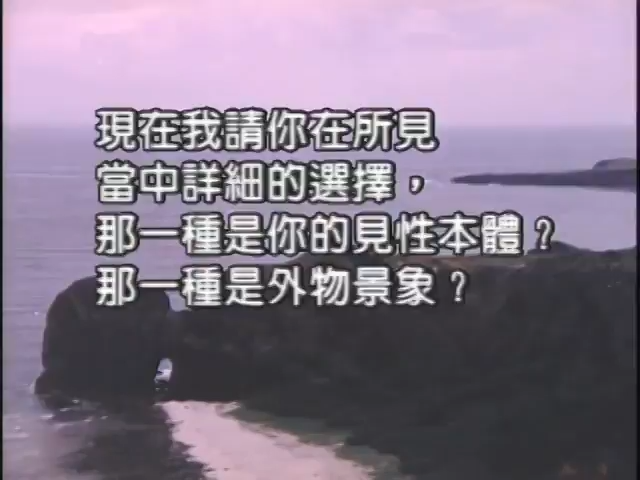 現在我請你在所見
當中詳細的選擇，
那一種是你的見性本體？
那一種是外物景象？